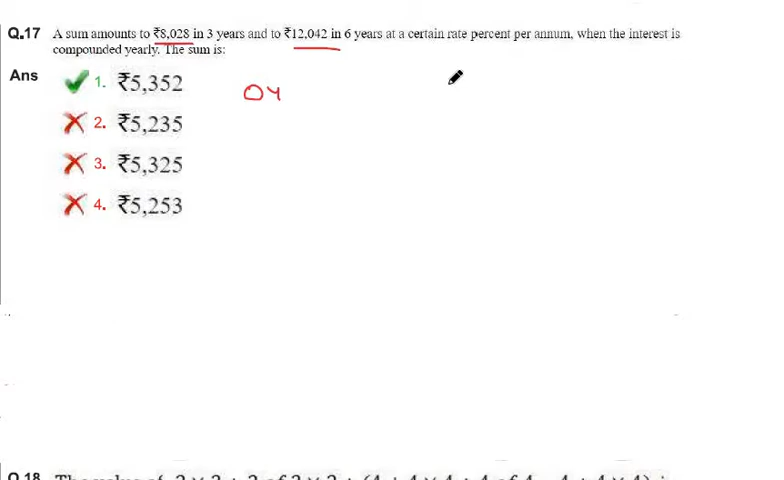 Q.17 A sum amounts to ₹8,028 in 3 years and to ₹12,042 in 6 years at a certain rate percent per annum, when the interest is
compounded yearly. The sum is:
Ans 1. ₹5,352
04
2. ₹5,235
3. ₹5,325
4. ₹5,253
Q.18